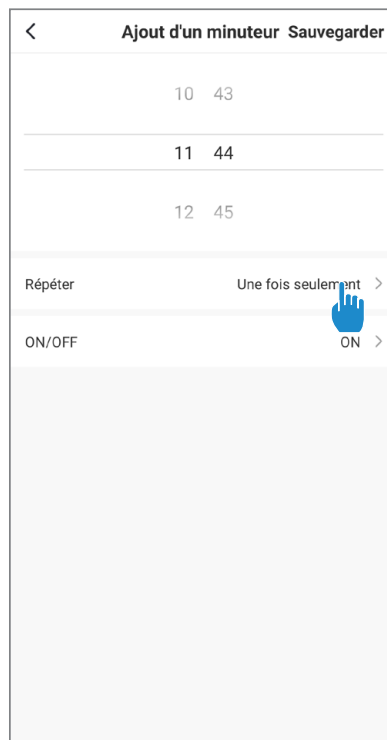 Ajout d'un minuteur Sauvegarder
10 43
11 44
12 45
Répéter Une fois seulement
ON/OFF ON